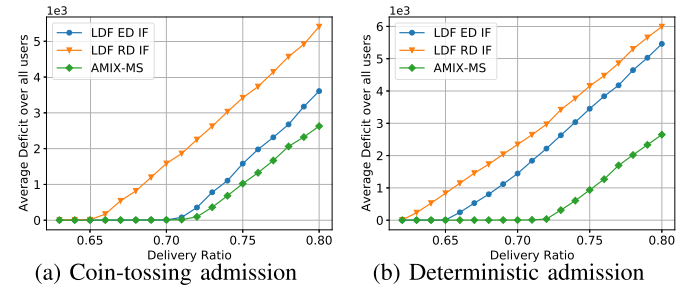 1e3
LDF ED IF
LDF RD IF
AMIX-MS
Average Deficit over all users
5
4
3
2
1
0
0.65 0.70 0.75 0.80
Delivery Ratio
(a) Coin-tossing admission
1e3
LDF ED IF
LDF RD IF
AMIX-MS
Average Deficit over all users
6
5
4
3
2
1
0
0.65 0.70 0.75 0.80
Delivery Ratio
(b) Deterministic admission